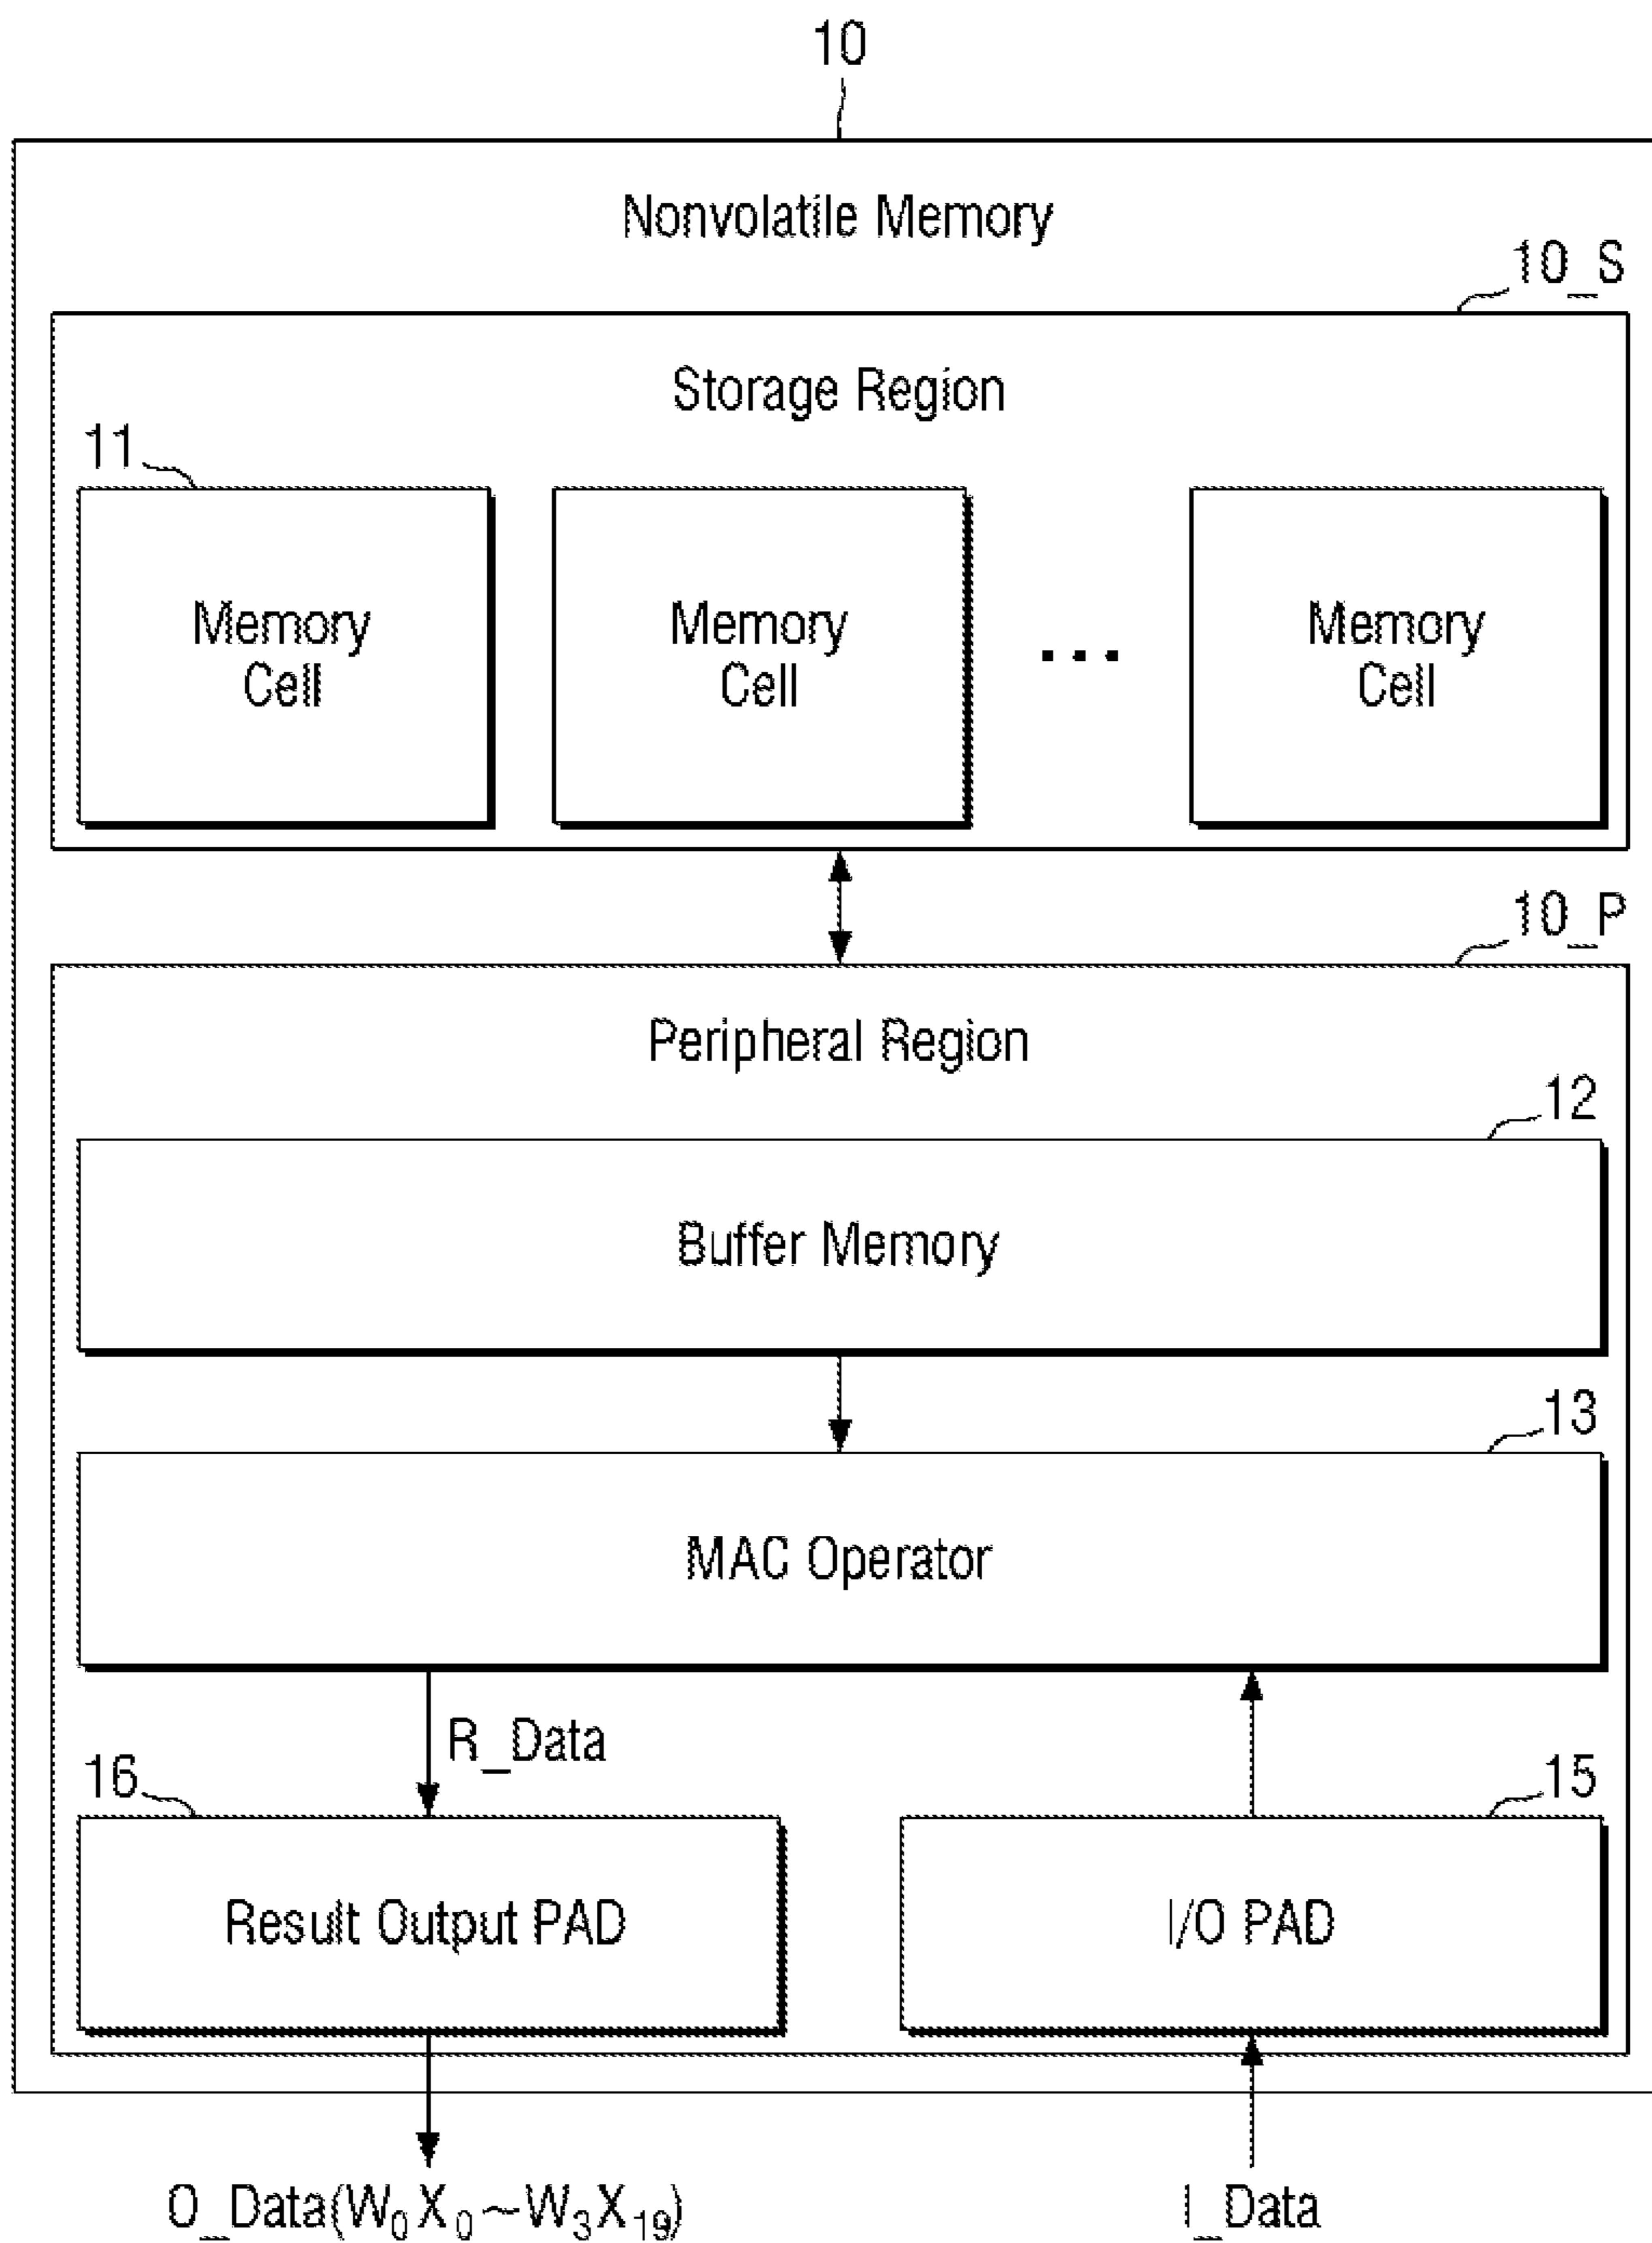 10
Nonvolatile Memory
10_S
Storage Region
11
Memory
Cell
Memory
Cell
...
Memory
Cell
10_P
Peripheral Region
12
Buffer Memory
13
MAC Operator
R_Data
16
15
Result Output PAD
I/O PAD
O_Data(W₀X₀~W₃X₁₉)
I_Data